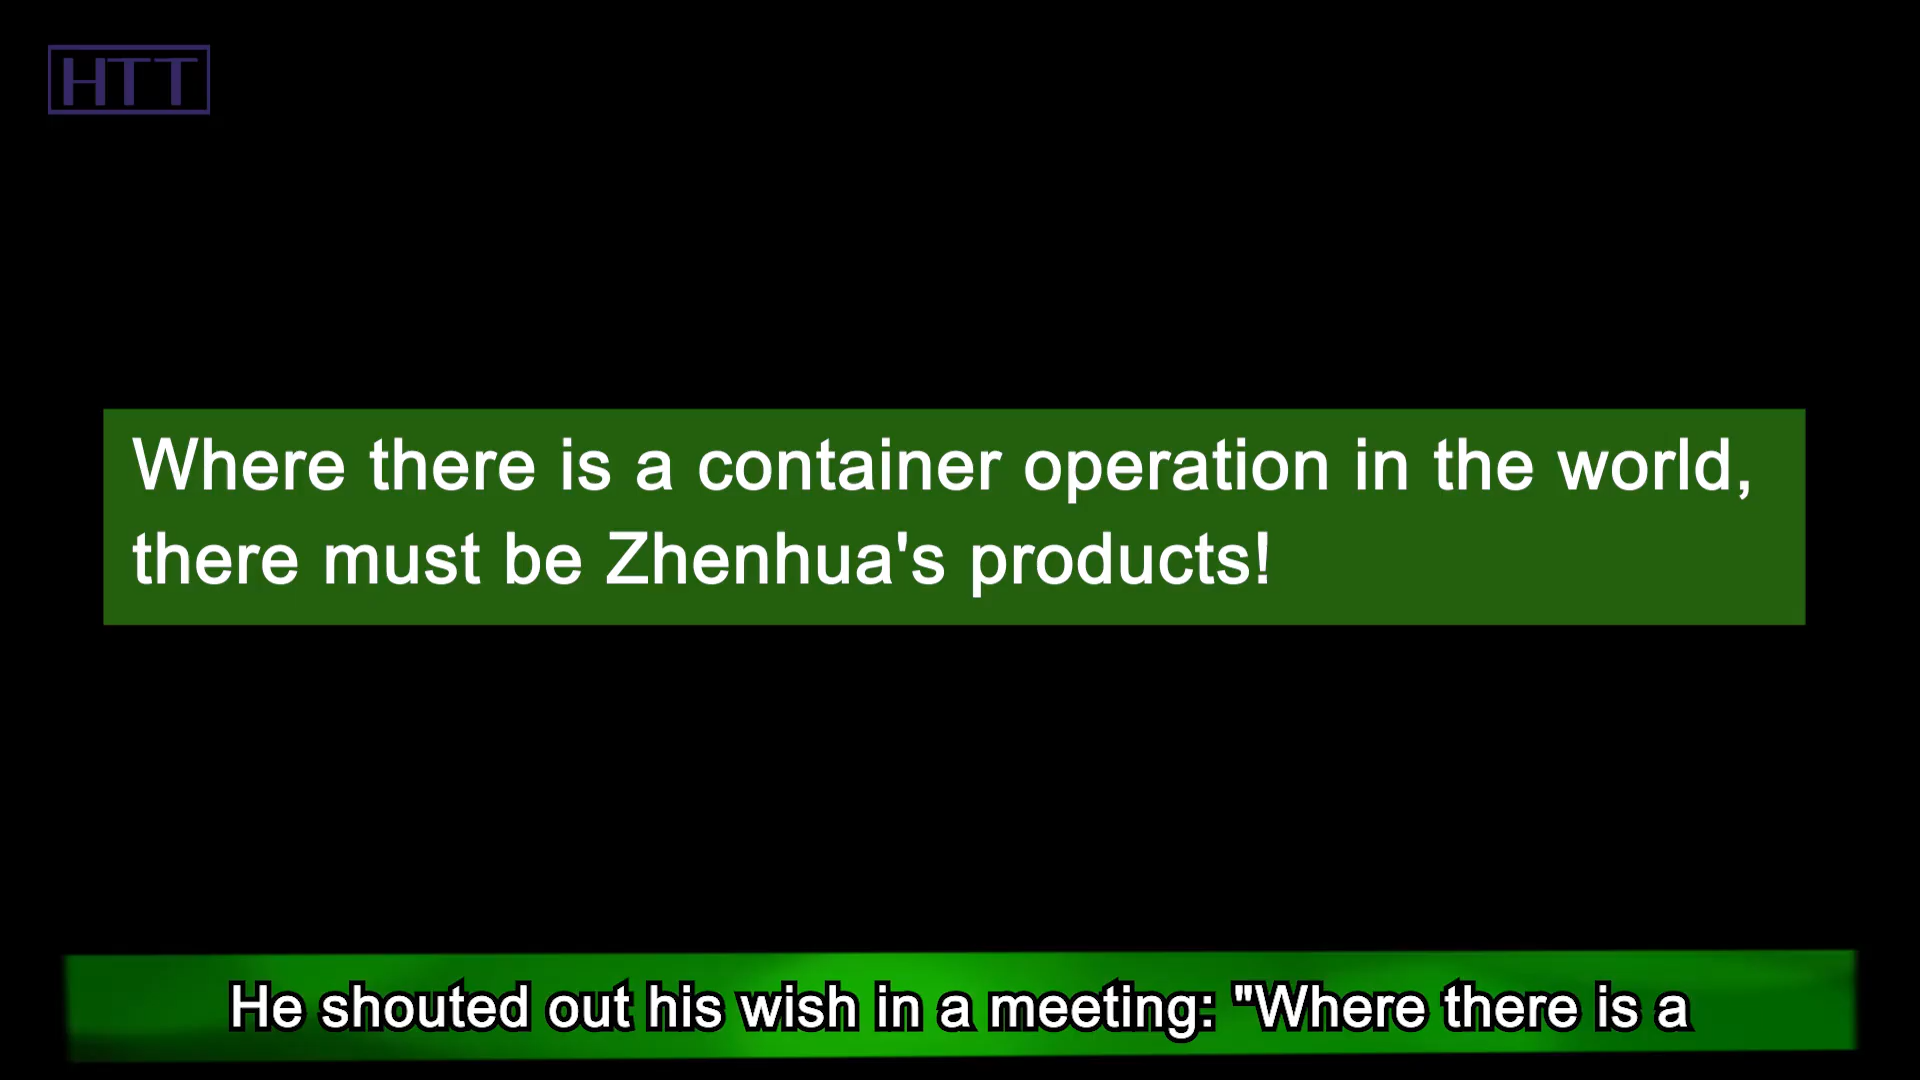 HTT
Where there is a container operation in the world,
there must be Zhenhua's products!
He shouted out his wish in a meeting: "Where there is a